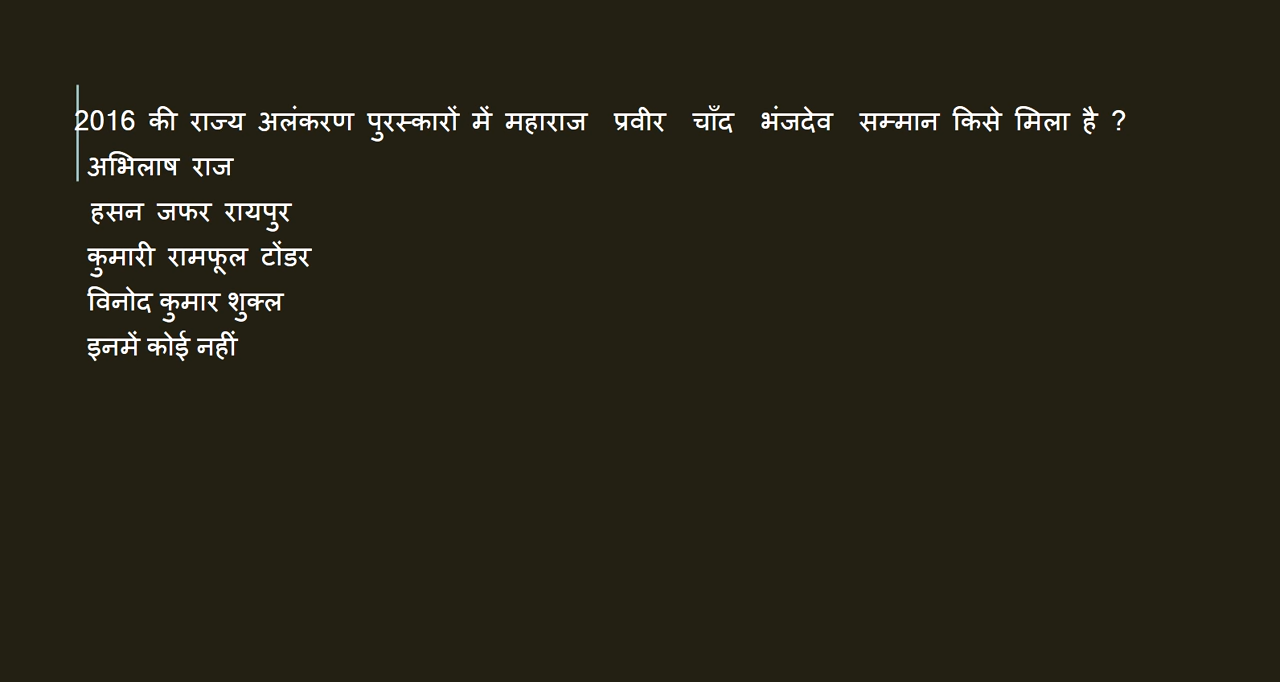 2016 की राज्य अलंकरण पुरस्कारों में महाराज प्रवीर चाँद भंजदेव सम्मान किसे मिला है ?
अभिलाष राज
हसन जफर रायपुर
कुमारी रामफूल टोंडर
विनोद कुमार शुक्ल
इनमें कोई नहीं